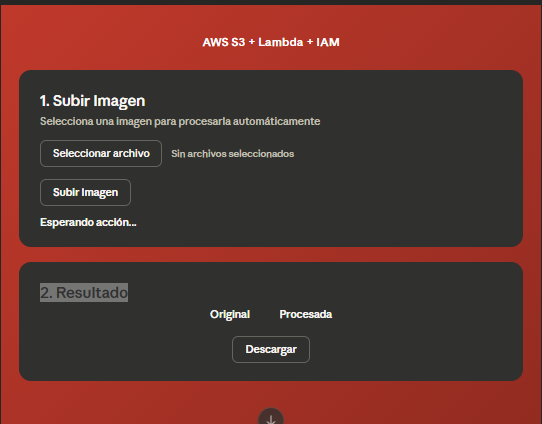 AWS S3 + Lambda + IAM
1. Subir Imagen
Selecciona una imagen para procesarla automáticamente
Seleccionar archivo Sin archivos seleccionados
Subir Imagen
Esperando acción...
2. Resultado
Original Procesada
Descargar